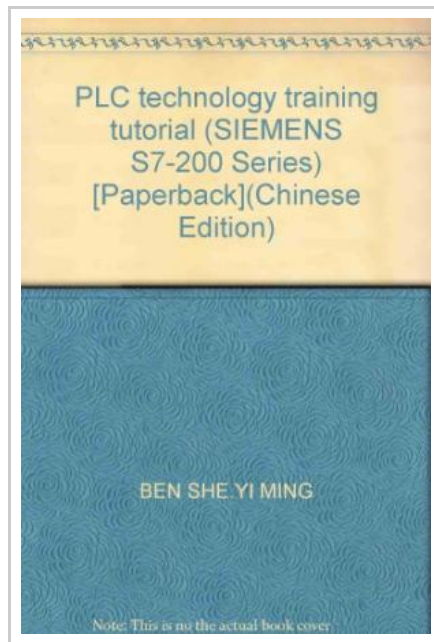 PLC technology training
tutorial (SIEMENS
S7-200 Series)
[Paperback](Chinese
Edition)
BEN SHE.YI MING
Note: This is no the actual book cover